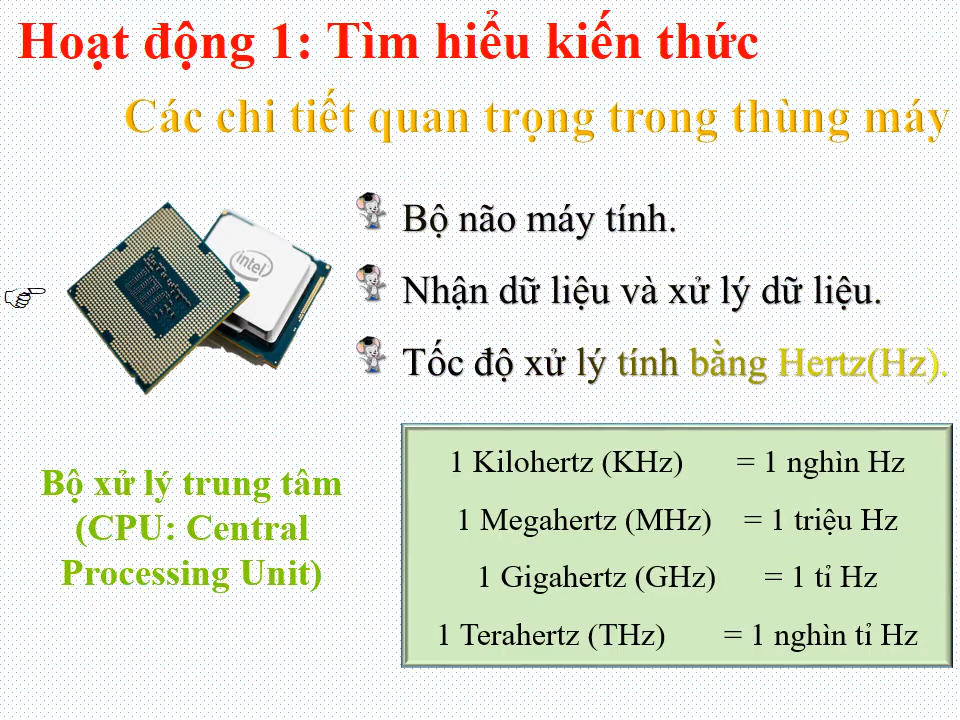 Hoạt động 1: Tìm hiểu kiến thức
Các chi tiết quan trọng trong thùng máy
intel
Bộ não máy tính.
Nhận dữ liệu và xử lý dữ liệu.
Tốc độ xử lý tính bằng Hertz(Hz).
Bộ xử lý trung tâm
(CPU: Central
Processing Unit)
1 Kilohertz (KHz) = 1 nghìn Hz
1 Megahertz (MHz) = 1 triệu Hz
1 Gigahertz (GHz) = 1 tỉ Hz
1 Terahertz (THz) = 1 nghìn tỉ Hz